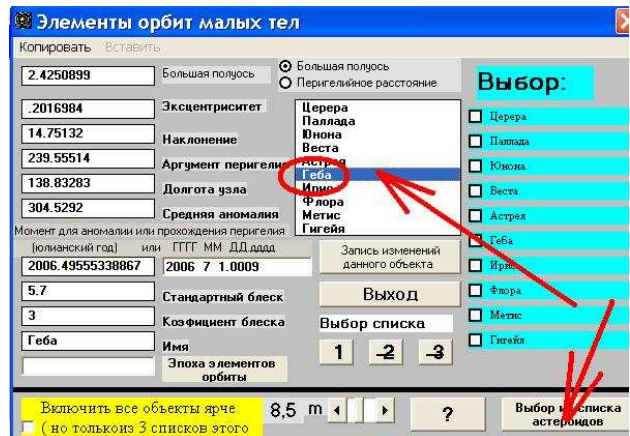 Элементы орбит малых тел
Копировать Вставить
2.4250899 Большая полуось
Большая полуось
Перигелийное расстояние
Выбор:
.2016984 Эксцентриситет
14.75132 Наклонение
239.55514 Аргумент перигелия
138.83283 Долгота узла
304.5292 Средняя аномалия
Церера
Паллада
Юнона
Веста
Астрея
Геба
Ирис
Флора
Метис
Гигейя
Церера
Паллада
Юнона
Веста
Астрея
Геба
Ирис
Флора
Метис
Гигейя
Момент для аномалии или прохождения перигелия
(юлианский год) или ГГГГ ММ ДД.дддд
2006.49555338867 2006 7 1.0009
Запись изменений
данного объекта
5.7 Стандартный блеск
Выход
3 Коэфициент блеска
Выбор списка
Геба Имя
1 -2 -3
Эпоха элементов
орбиты
Включить все объекты ярче
( но толькоиз 3 списков этого
8,5 m
?
Выбор из списка
астероидов